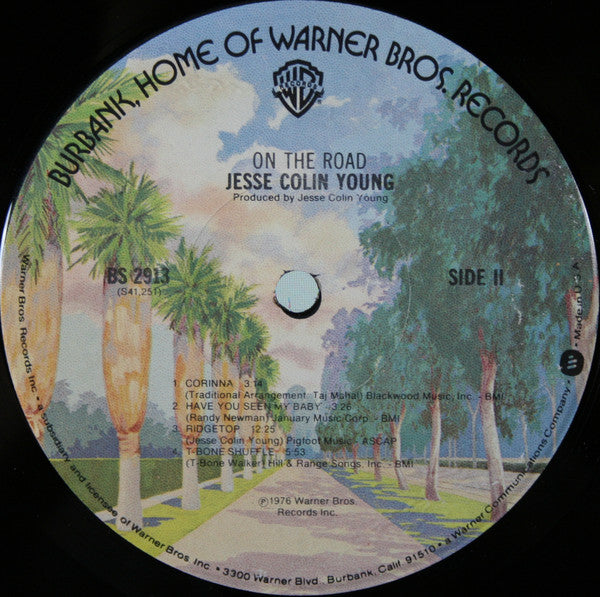 BURBANK, HOME OF WARNER BROS. RECORDS
WB
RECORDS
ON THE ROAD
JESSE COLIN YOUNG
Produced by Jesse Colin Young
BS 2913
(S41,251)
SIDE II
1. CORINNA 3:14
(Traditional Arrangement: Taj Mahal) Blackwood Music, Inc. - BMI
2. HAVE YOU SEEN MY BABY 3:26
(Randy Newman) January Music Corp. - BMI
3. RIDGETOP 12:25
(Jesse Colin Young) Pigfoot Music - ASCAP
4. T-BONE SHUFFLE 5:53
(T-Bone Walker) Hill & Range Songs, Inc. - BMI
℗1976 Warner Bros.
Records Inc.
Warner Bros. Records Inc. • a subsidiary and licensee of Warner Bros. Inc. • 3300 Warner Blvd., Burbank, Calif. 91510 • a Warner Communications Company • Made in U.S.A.